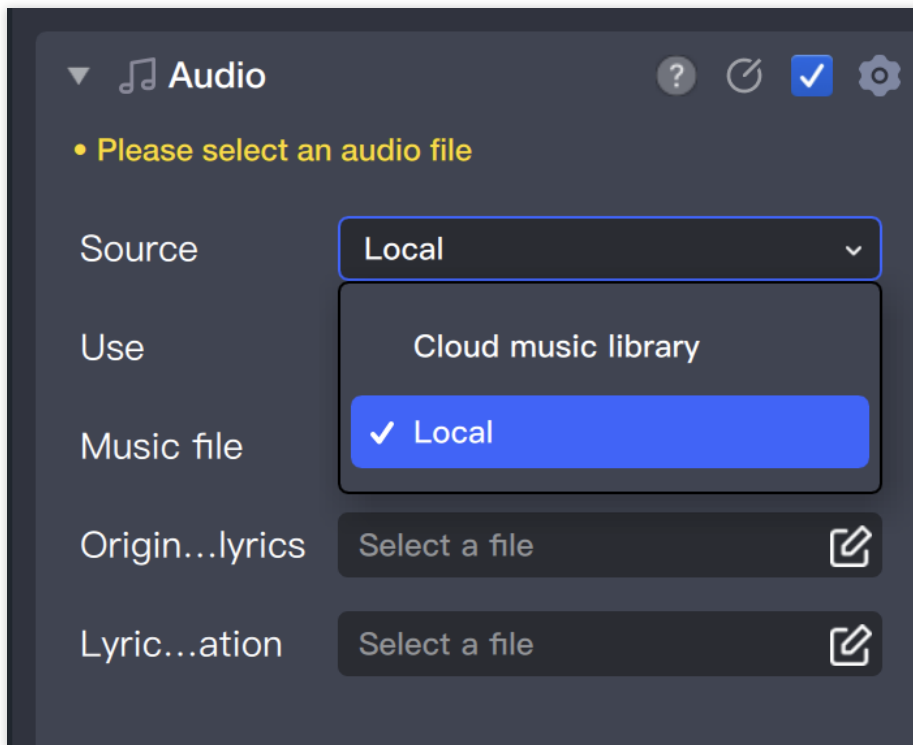 Audio
• Please select an audio file
Source
Local
Use
Cloud music library
Local
Music file
Origin...lyrics
Select a file
Lyric...ation
Select a file